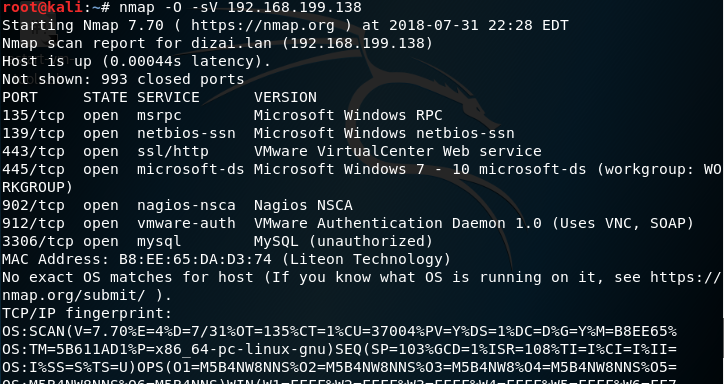 root@kali:~# nmap -O -sV 192.168.199.138
Starting Nmap 7.70 ( https://nmap.org ) at 2018-07-31 22:28 EDT
Nmap scan report for dizai.lan (192.168.199.138)
Host is up (0.00044s latency).
Not shown: 993 closed ports
PORT     STATE SERVICE      VERSION
135/tcp  open  msrpc        Microsoft Windows RPC
139/tcp  open  netbios-ssn  Microsoft Windows netbios-ssn
443/tcp  open  ssl/http     VMware VirtualCenter Web service
445/tcp  open  microsoft-ds Microsoft Windows 7 - 10 microsoft-ds (workgroup: WO
RKGROUP)
902/tcp  open  nagios-nsca  Nagios NSCA
912/tcp  open  vmware-auth  VMware Authentication Daemon 1.0 (Uses VNC, SOAP)
3306/tcp open  mysql        MySQL (unauthorized)
MAC Address: B8:EE:65:DA:D3:74 (Liteon Technology)
No exact OS matches for host (If you know what OS is running on it, see https://
nmap.org/submit/ ).
TCP/IP fingerprint:
OS:SCAN(V=7.70%E=4%D=7/31%OT=135%CT=1%CU=37004%PV=Y%DS=1%DC=D%G=Y%M=B8EE65%
OS:TM=5B611AD1%P=x86_64-pc-linux-gnu)SEQ(SP=103%GCD=1%ISR=108%TI=I%CI=I%II=
OS:I%SS=S%TS=U)OPS(O1=M5B4NW8NNS%O2=M5B4NW8NNS%O3=M5B4NW8%O4=M5B4NW8NNS%O5=